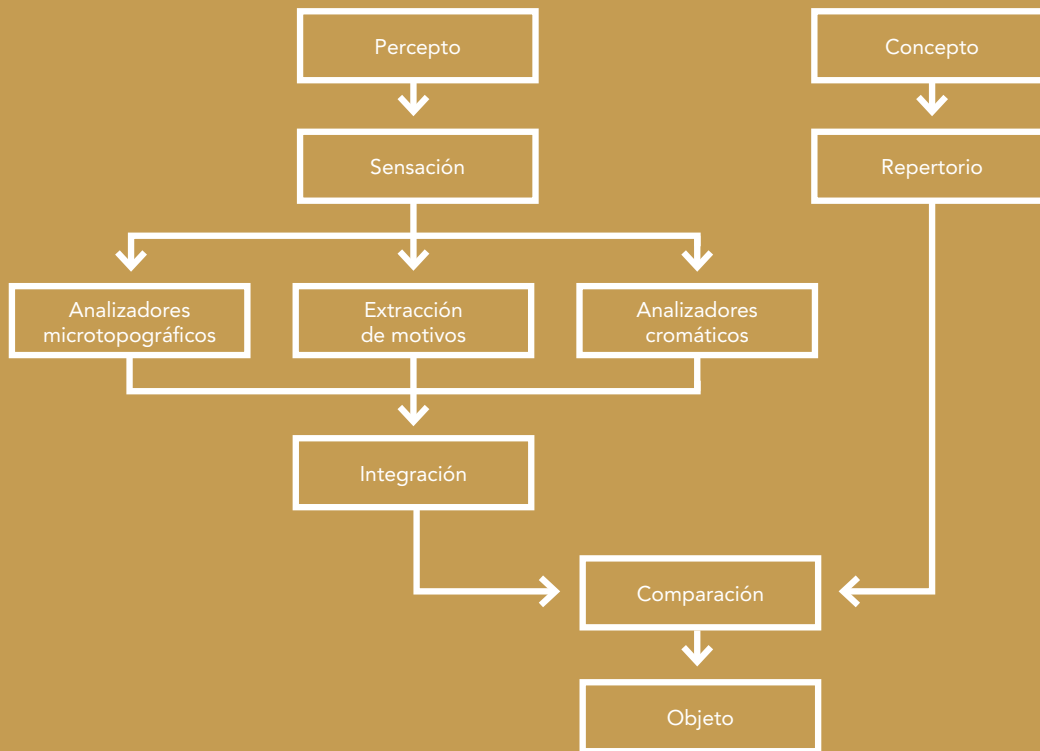 Percepto
Concepto
Sensación
Repertorio
Analizadores
microtopográficos
Extracción
de motivos
Analizadores
cromáticos
Integración
Comparación
Objeto